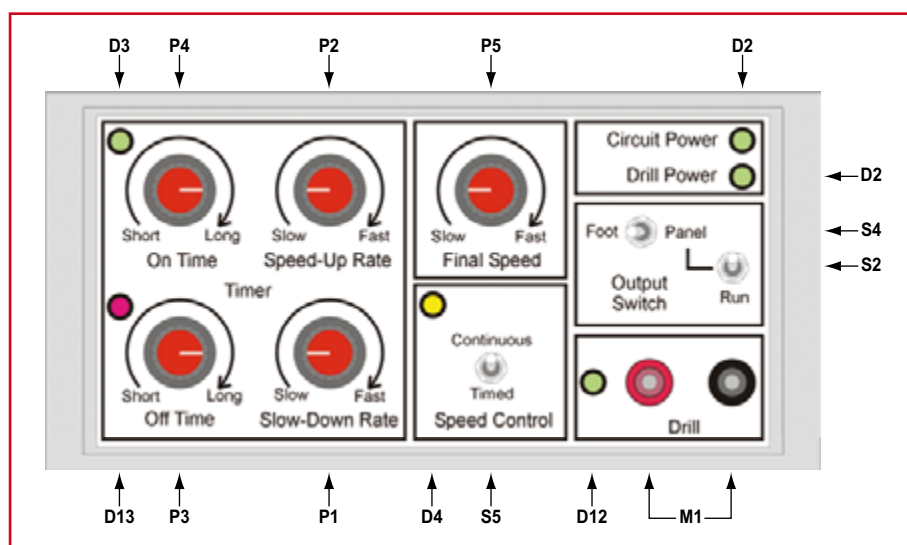 D3 P4 P2 P5 D2
Circuit Power
Drill Power
D2
Short Long
On Time
Slow Fast
Speed-Up Rate
Slow Fast
Final Speed
Foot Panel
S4
S2
Output
Switch
Run
Timer
Short Long
Off Time
Slow Fast
Slow-Down Rate
Continuous
Timed
Speed Control
Drill
D13 P3 P1 D4 S5 D12 M1